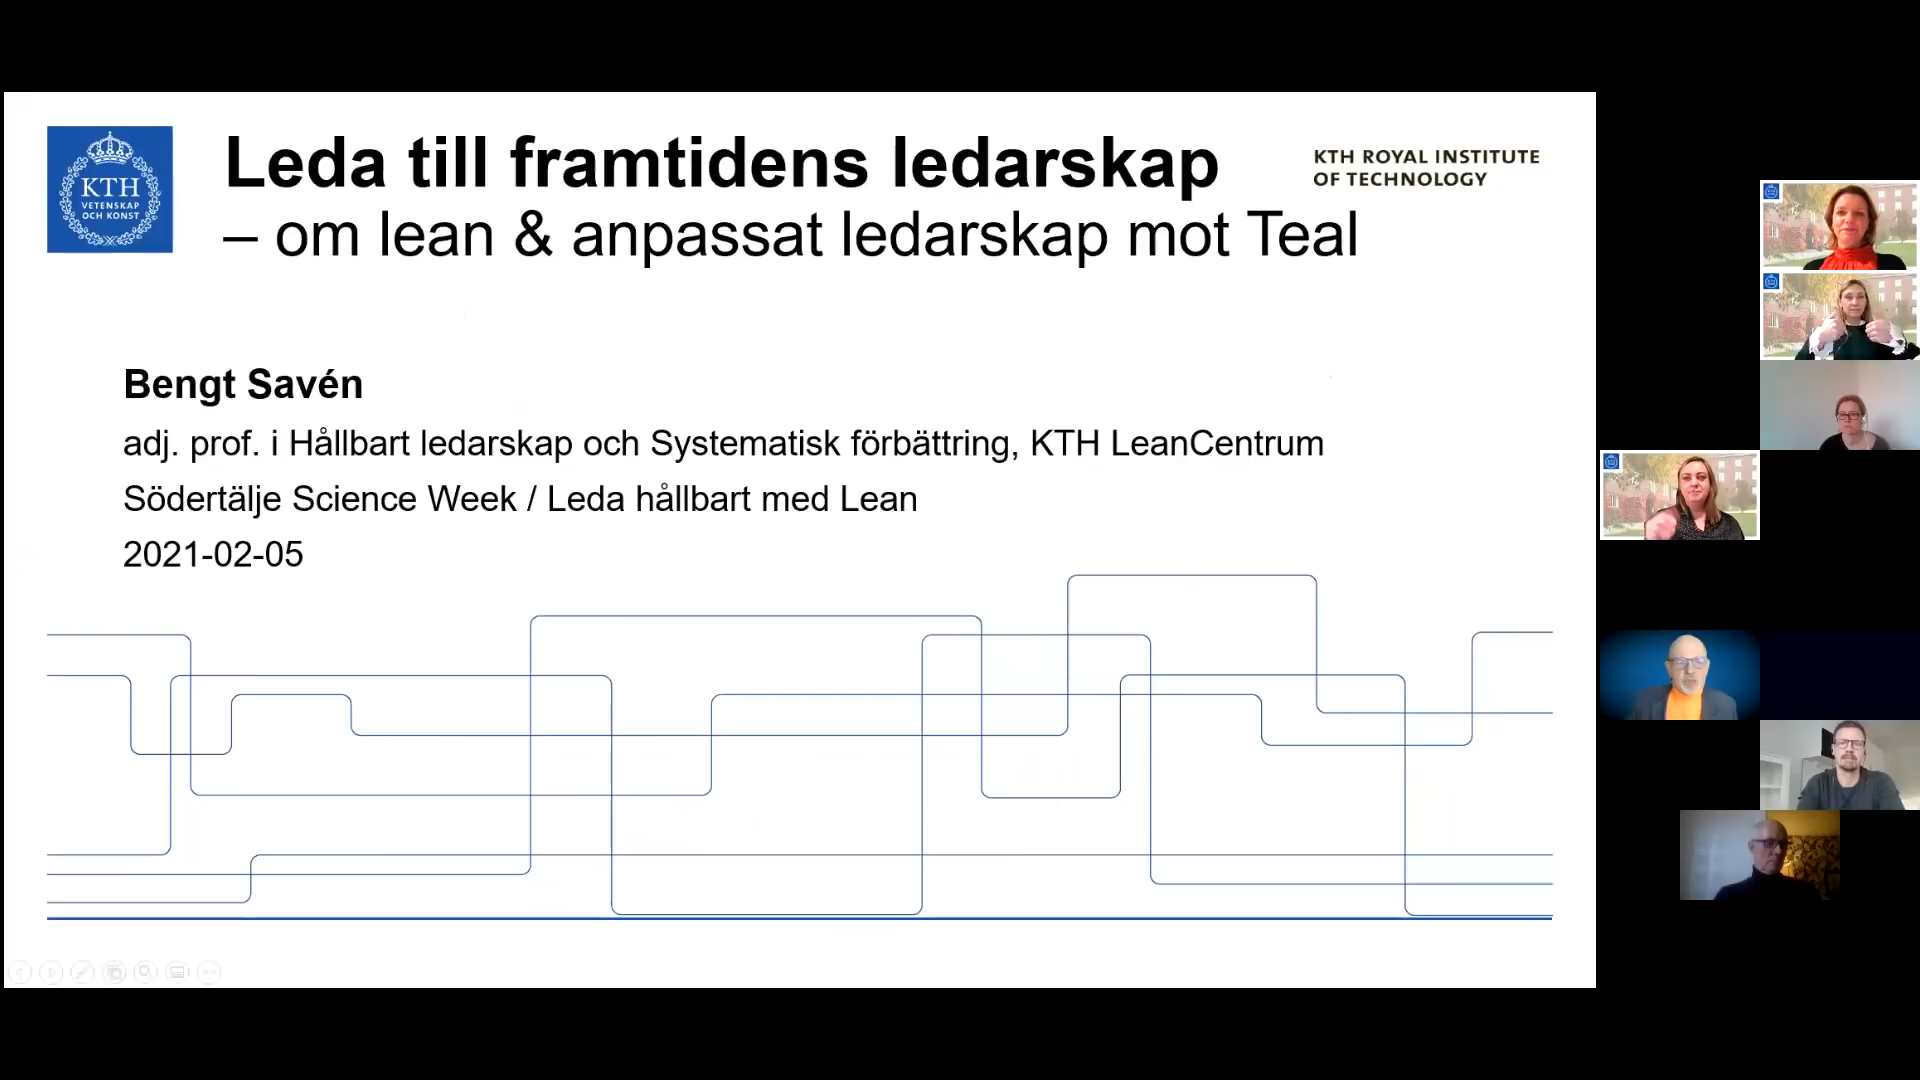 KTH
VETENSKAP
OCH KONST
Leda till framtidens ledarskap
– om lean & anpassat ledarskap mot Teal
KTH ROYAL INSTITUTE
OF TECHNOLOGY
Bengt Savén
adj. prof. i Hållbart ledarskap och Systematisk förbättring, KTH LeanCentrum
Södertälje Science Week / Leda hållbart med Lean
2021-02-05